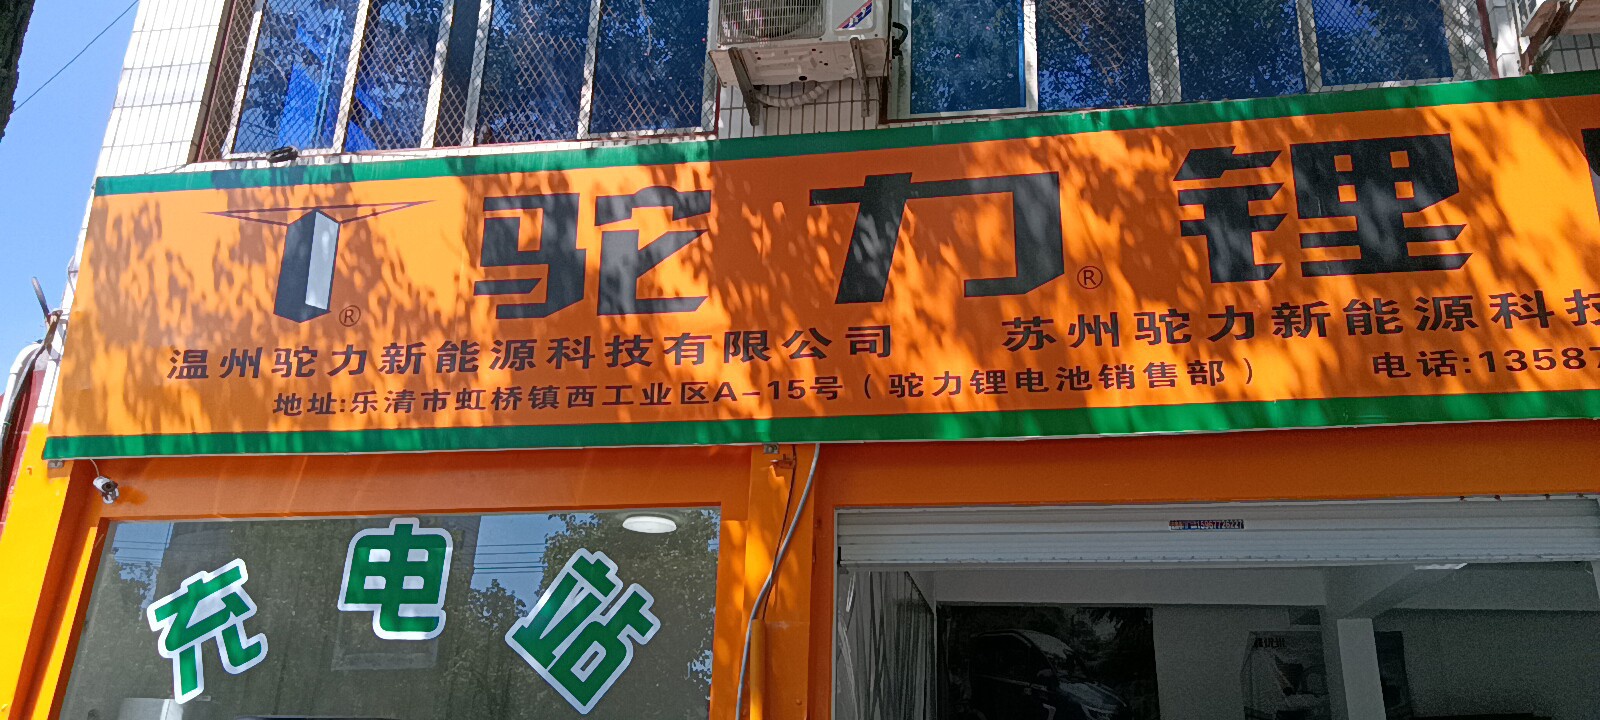 驼力锂
® ®
温州驼力新能源科技有限公司 苏州驼力新能源科技
地址:乐清市虹桥镇西工业区A-15号（驼力锂电池销售部） 电话:13587
充电站